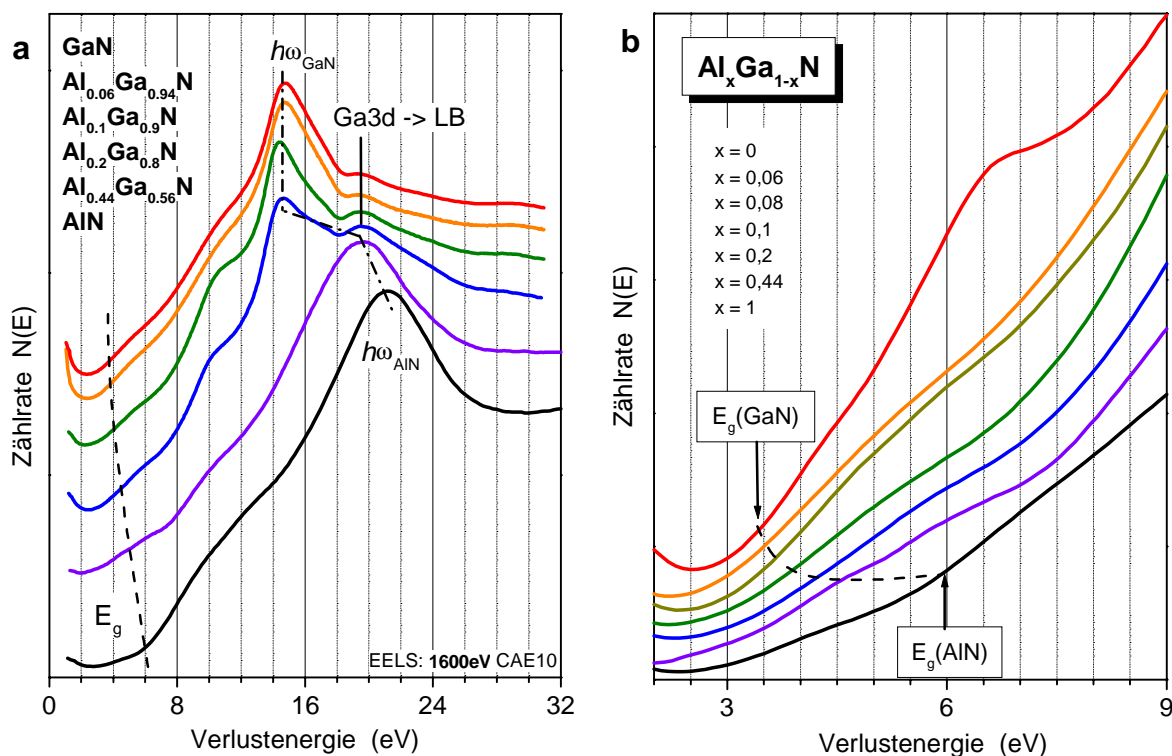 a
GaN
Al0.06Ga0.94N
Al0.1Ga0.9N
Al0.2Ga0.8N
Al0.44Ga0.56N
AlN
hωGaN
Ga3d -> LB
hωAlN
Eg
EELS: 1600eV CAE10
Zählrate N(E)
0 8 16 24 32
Verlustenergie (eV)
b
AlxGa1-xN
x = 0
x = 0,06
x = 0,08
x = 0,1
x = 0,2
x = 0,44
x = 1
Eg(GaN)
Eg(AlN)
Zählrate N(E)
3 6 9
Verlustenergie (eV)